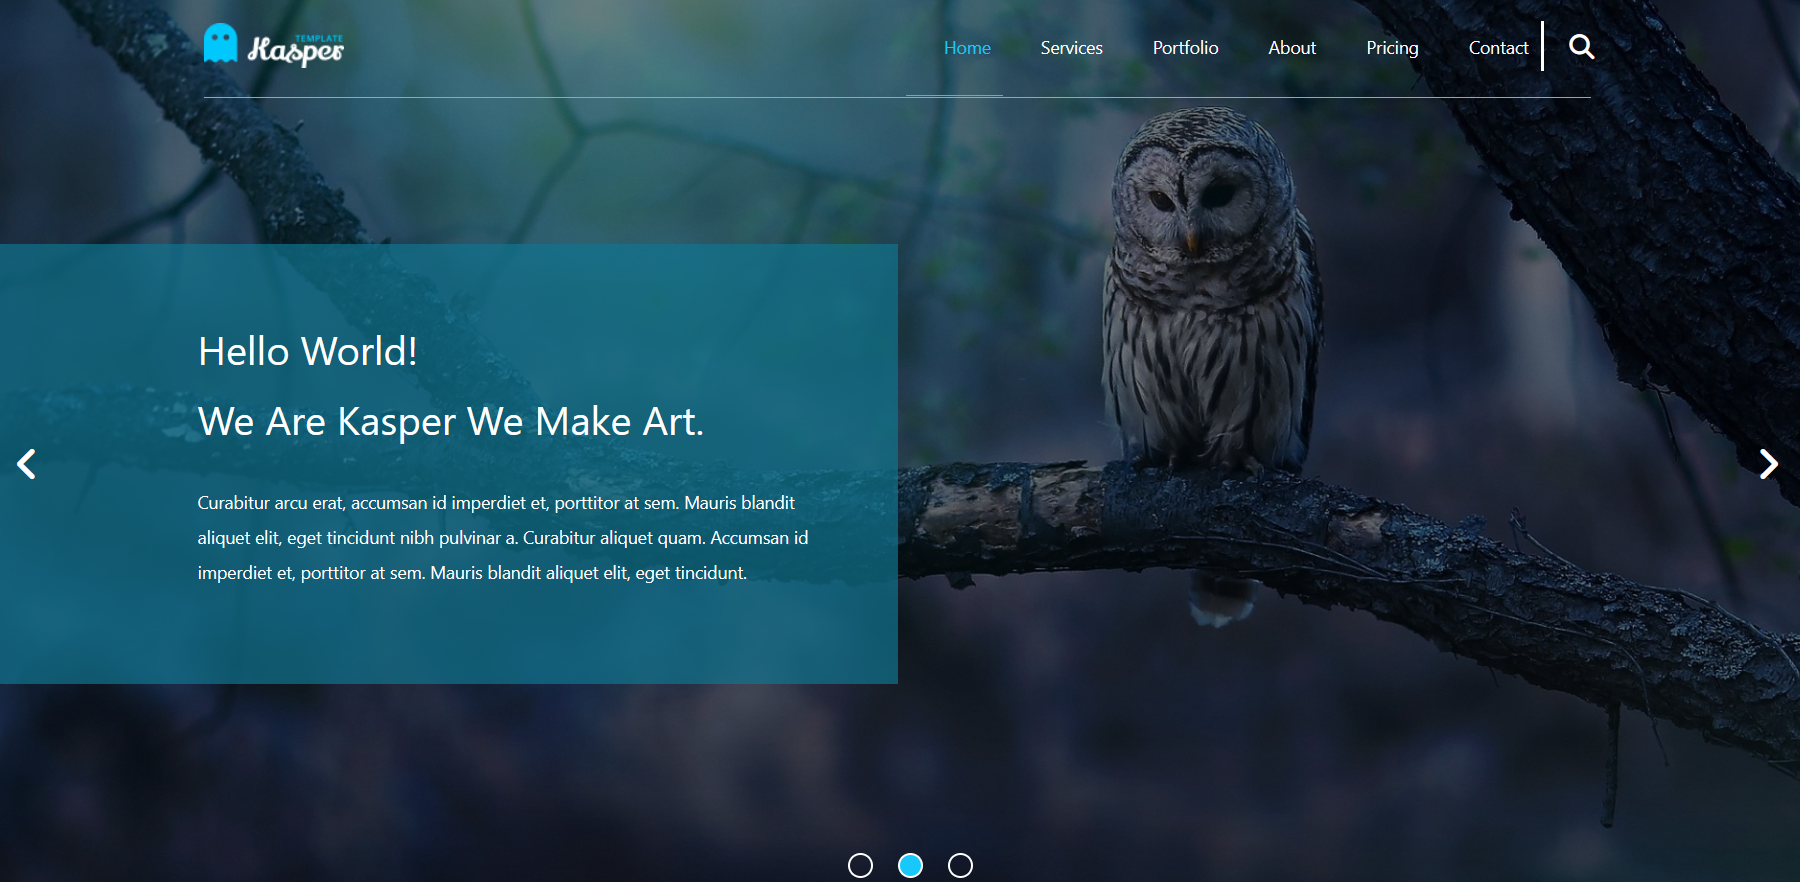 TEMPLATE
Kasper
Home Services Portfolio About Pricing Contact
Hello World!
We Are Kasper We Make Art.
Curabitur arcu erat, accumsan id imperdiet et, porttitor at sem. Mauris blandit
aliquet elit, eget tincidunt nibh pulvinar a. Curabitur aliquet quam. Accumsan id
imperdiet et, porttitor at sem. Mauris blandit aliquet elit, eget tincidunt.